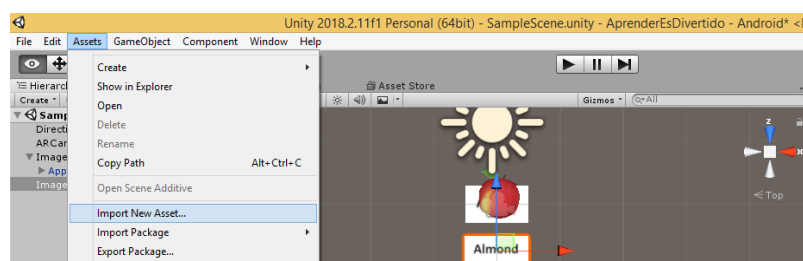 Unity 2018.2.11f1 Personal (64bit) - SampleScene.unity - AprenderEsDivertido - Android* <
File Edit Assets GameObject Component Window Help
Hierarcl
Asset Store
Create
Gizmos
All
Samp
Directi
ARCar
Image
App
Image
Create
Show in Explorer
Open
Delete
Rename
Copy Path Alt+Ctrl+C
Open Scene Additive
Import New Asset...
Import Package
Export Package...
z
x
Top
Almond